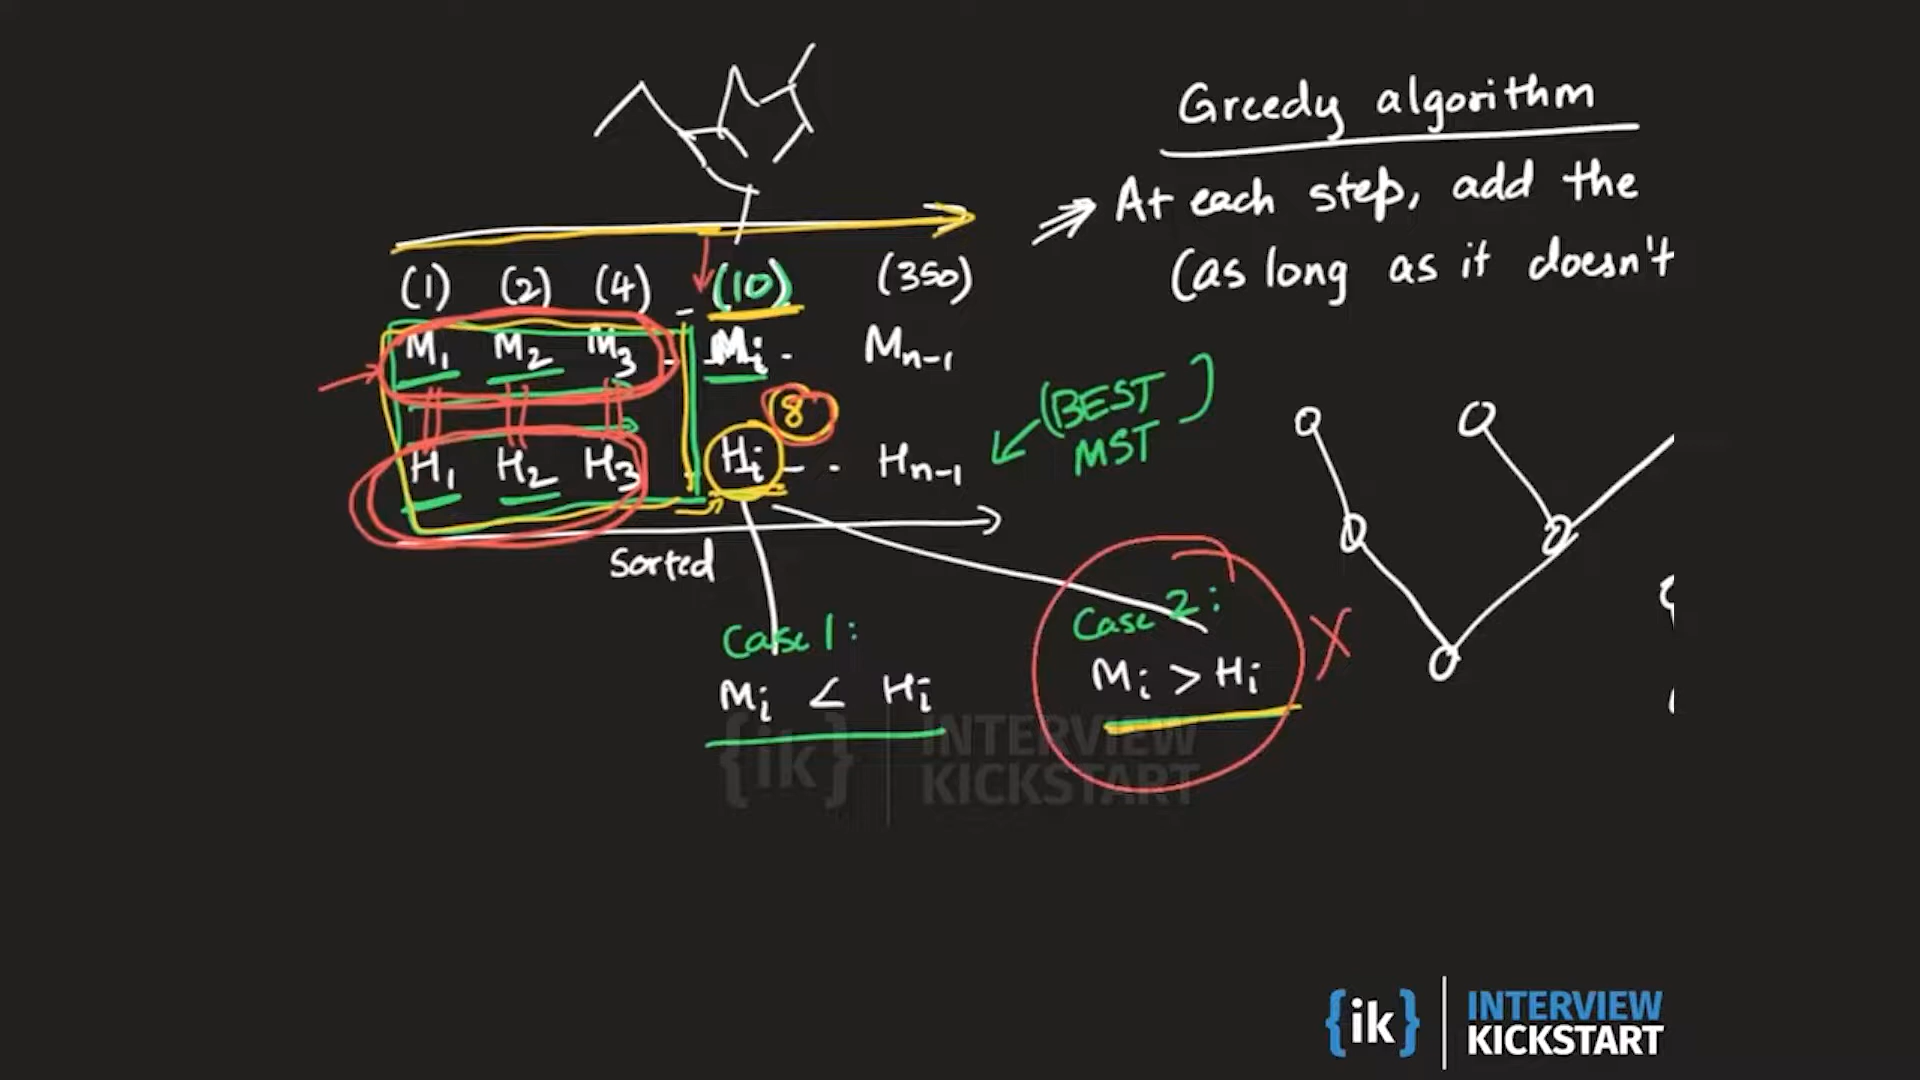 Greedy algorithm
At each step, add the
(as long as it doesn't
(1) (2) (4) (10) (350)
M1 M2 M3 - - Mi - Mn-1
8
(BEST MST)
H1 H2 H3 Hi - - Hn-1
Sorted
Case 1:
Mi < Hi
Case 2:
Mi > Hi
X
{ik} INTERVIEW
KICKSTART
{ik} INTERVIEW
KICKSTART